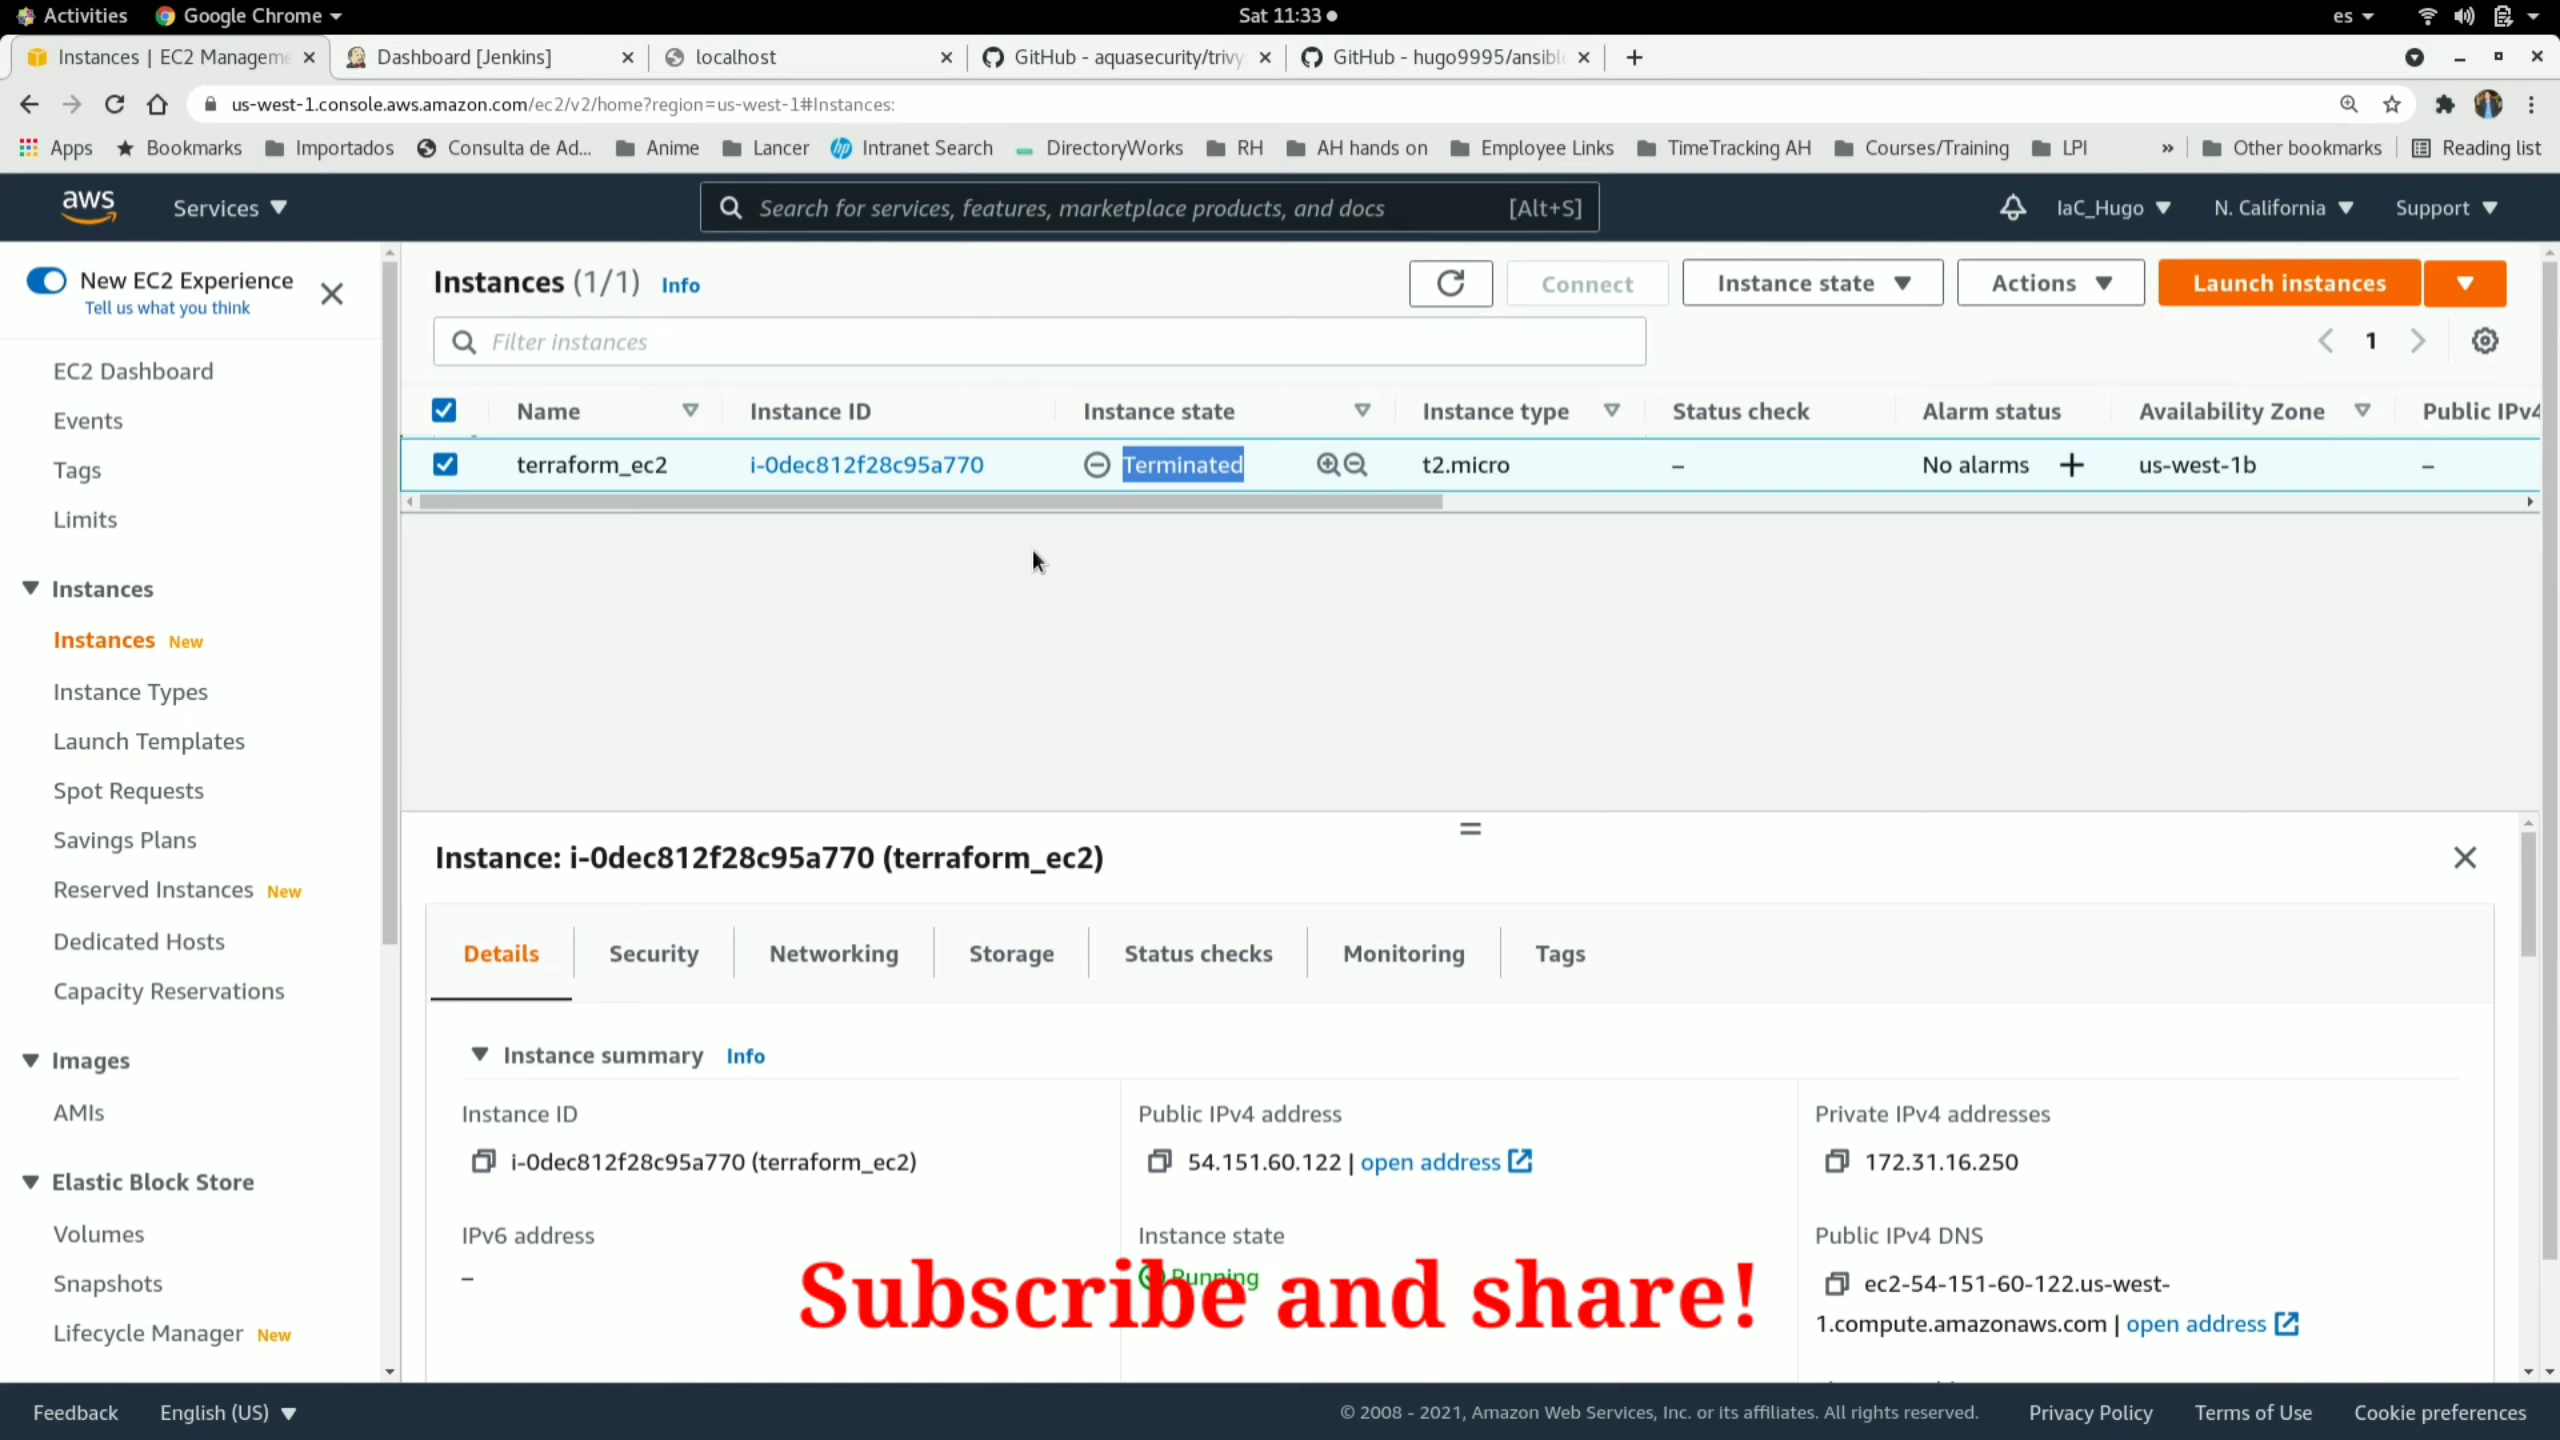 Activities Google Chrome Sat 11:33 es
Instances | EC2 Manageme Dashboard [Jenkins] localhost GitHub - aquasecurity/trivy GitHub - hugo9995/ansibl
us-west-1.console.aws.amazon.com/ec2/v2/home?region=us-west-1#Instances:
Apps Bookmarks Importados Consulta de Ad... Anime Lancer Intranet Search DirectoryWorks RH AH hands on Employee Links TimeTracking AH Courses/Training LPI » Other bookmarks Reading list
aws Services Search for services, features, marketplace products, and docs [Alt+S] IaC_Hugo N. California Support
New EC2 Experience
Tell us what you think
EC2 Dashboard
Events
Tags
Limits
Instances
Instances New
Instance Types
Launch Templates
Spot Requests
Savings Plans
Reserved Instances New
Dedicated Hosts
Capacity Reservations
Images
AMIs
Elastic Block Store
Volumes
Snapshots
Lifecycle Manager New
Instances (1/1) Info Connect Instance state Actions Launch instances
Filter instances 1
Name Instance ID Instance state Instance type Status check Alarm status Availability Zone Public IPv4
terraform_ec2 i-0dec812f28c95a770 Terminated t2.micro – No alarms + us-west-1b –
Instance: i-0dec812f28c95a770 (terraform_ec2)
Details Security Networking Storage Status checks Monitoring Tags
Instance summary Info
Instance ID Public IPv4 address Private IPv4 addresses
i-0dec812f28c95a770 (terraform_ec2) 54.151.60.122 | open address 172.31.16.250
IPv6 address Instance state Public IPv4 DNS
– Running ec2-54-151-60-122.us-west-
1.compute.amazonaws.com | open address
Subscribe and share!
Feedback English (US) © 2008 - 2021, Amazon Web Services, Inc. or its affiliates. All rights reserved. Privacy Policy Terms of Use Cookie preferences